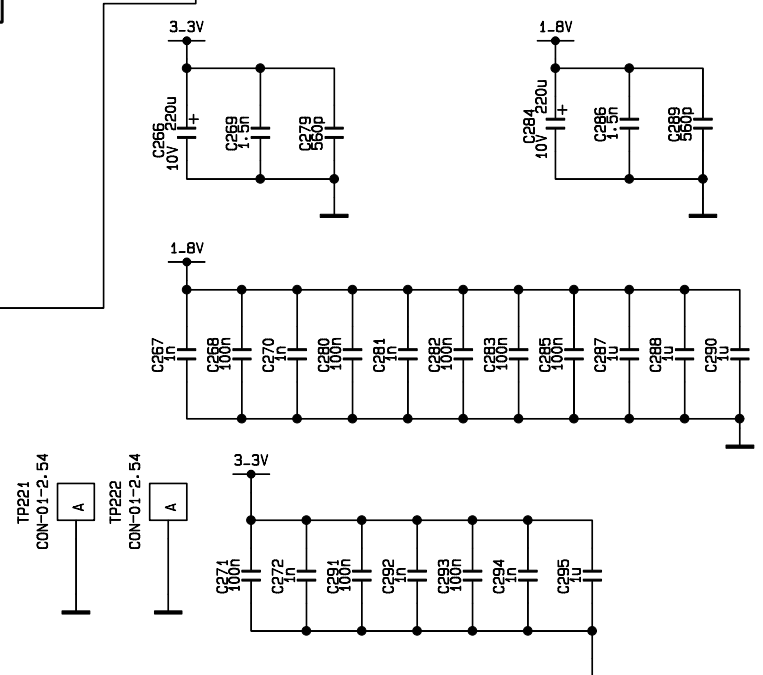 3_3V
C266
220u
10V
+
C269
1.5n
C279
560p
1_8V
C284
220u
10V
+
C286
1.5n
C289
560p
1_8V
C267
1n
C268
100n
C270
1n
C280
100n
C281
1n
C282
100n
C283
100n
C285
100n
C287
1u
C288
1u
C290
1u
TP221
CON-01-2.54
A
TP222
CON-01-2.54
A
3_3V
C271
100n
C272
1n
C291
100n
C292
1n
C293
100n
C294
1n
C295
1u